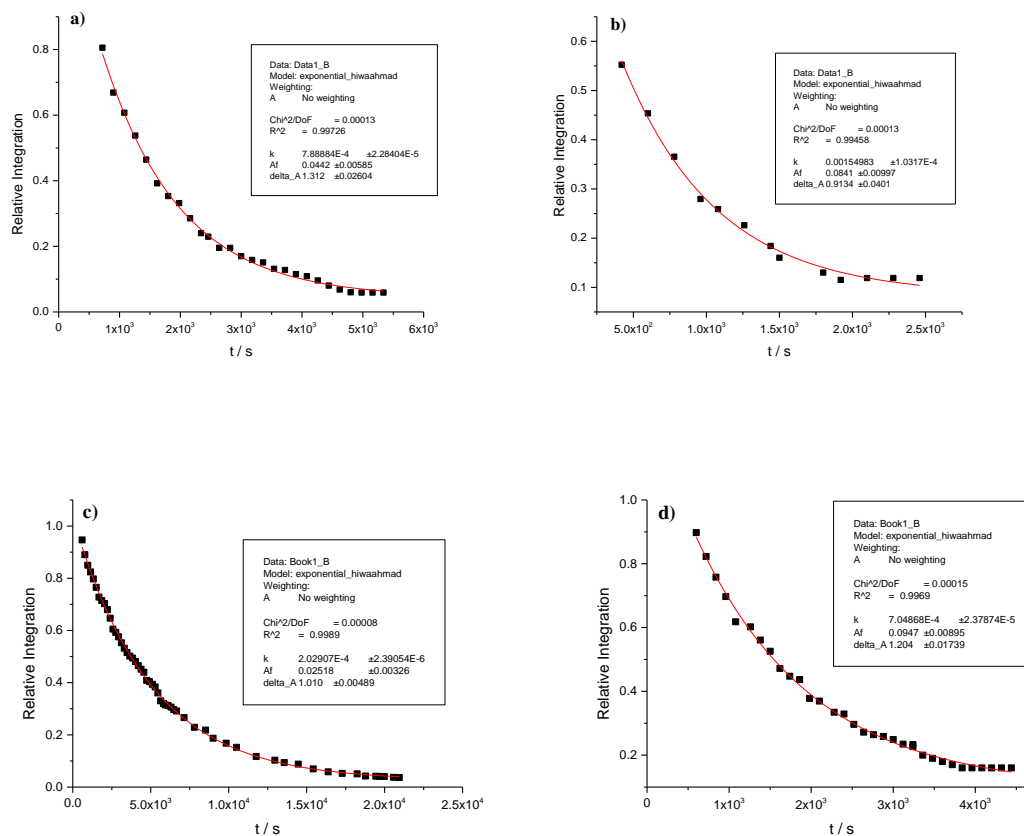 a)
0.8
0.6
0.4
0.2
0.0
Relative Integration
0
1x10³
2x10³
3x10³
4x10³
5x10³
6x10³
t / s
Data: Data1_B
Model: exponential_hiwaahmad
Weighting:
A No weighting
Chi^2/DoF = 0.00013
R^2 = 0.99726
k 7.88884E-4 ±2.28404E-5
Af 0.0442 ±0.00585
delta_A 1.312 ±0.02604
b)
0.6
0.5
0.4
0.3
0.2
0.1
Relative Integration
5.0x10²
1.0x10³
1.5x10³
2.0x10³
2.5x10³
t / s
Data: Data1_B
Model: exponential_hiwaahmad
Weighting:
A No weighting
Chi^2/DoF = 0.00013
R^2 = 0.99458
k 0.00154983 ±1.0317E-4
Af 0.0841 ±0.00997
delta_A 0.9134 ±0.0401
c)
1.0
0.8
0.6
0.4
0.2
0.0
Relative Integration
0.0
5.0x10³
1.0x10⁴
1.5x10⁴
2.0x10⁴
2.5x10⁴
t / s
Data: Book1_B
Model: exponential_hiwaahmad
Weighting:
A No weighting
Chi^2/DoF = 0.00008
R^2 = 0.9989
k 2.02907E-4 ±2.39054E-6
Af 0.02518 ±0.00326
delta_A 1.010 ±0.00489
d)
1.0
0.8
0.6
0.4
0.2
Relative Integration
0
1x10³
2x10³
3x10³
4x10³
t / s
Data: Book1_B
Model: exponential_hiwaahmad
Weighting:
A No weighting
Chi^2/DoF = 0.00015
R^2 = 0.9969
k 7.04868E-4 ±2.37874E-5
Af 0.0947 ±0.00895
delta_A 1.204 ±0.01739